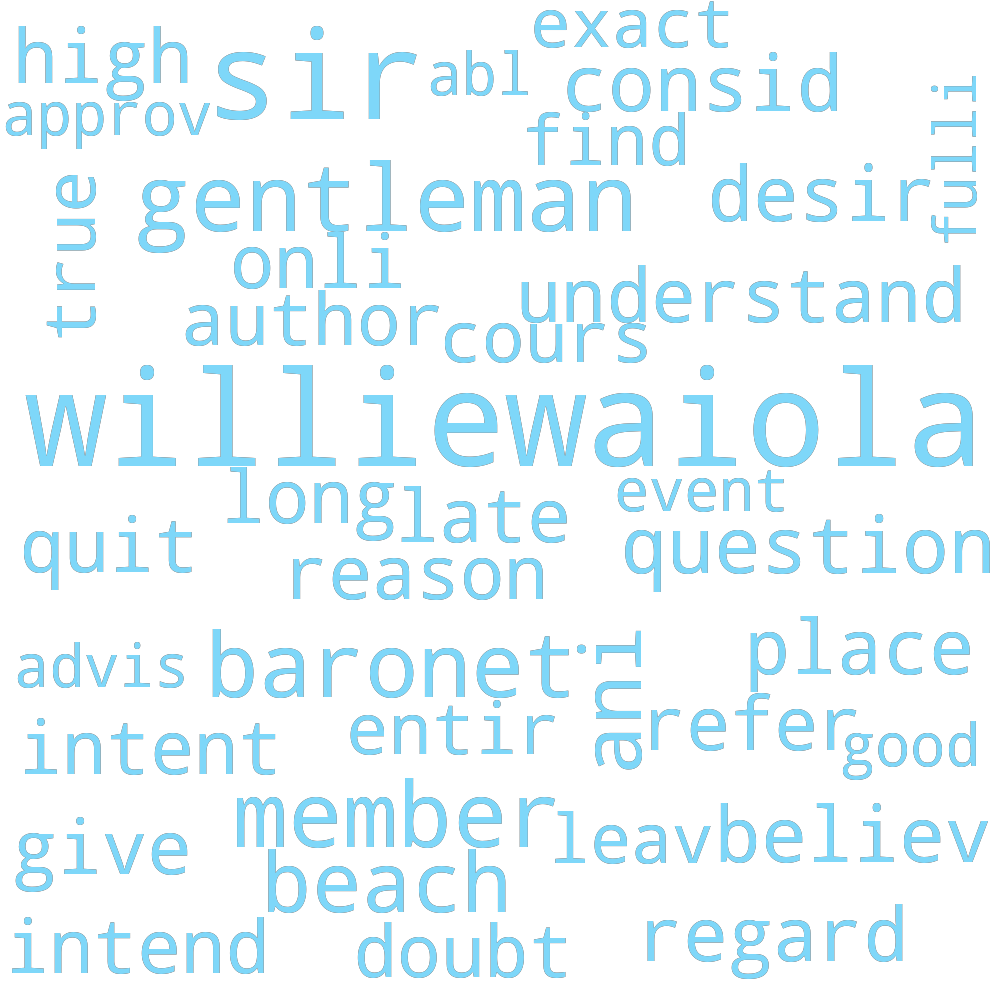 exact
high
sir
abl
consid
approv
find
fulli
true
gentleman
desir
onli
understand
author
cours
williewaiola
long
late
event
quit
question
reason
advis
baronet
ani
place
intent
entir
refer
good
member
give
leav
believ
beach
intend
doubt
regard